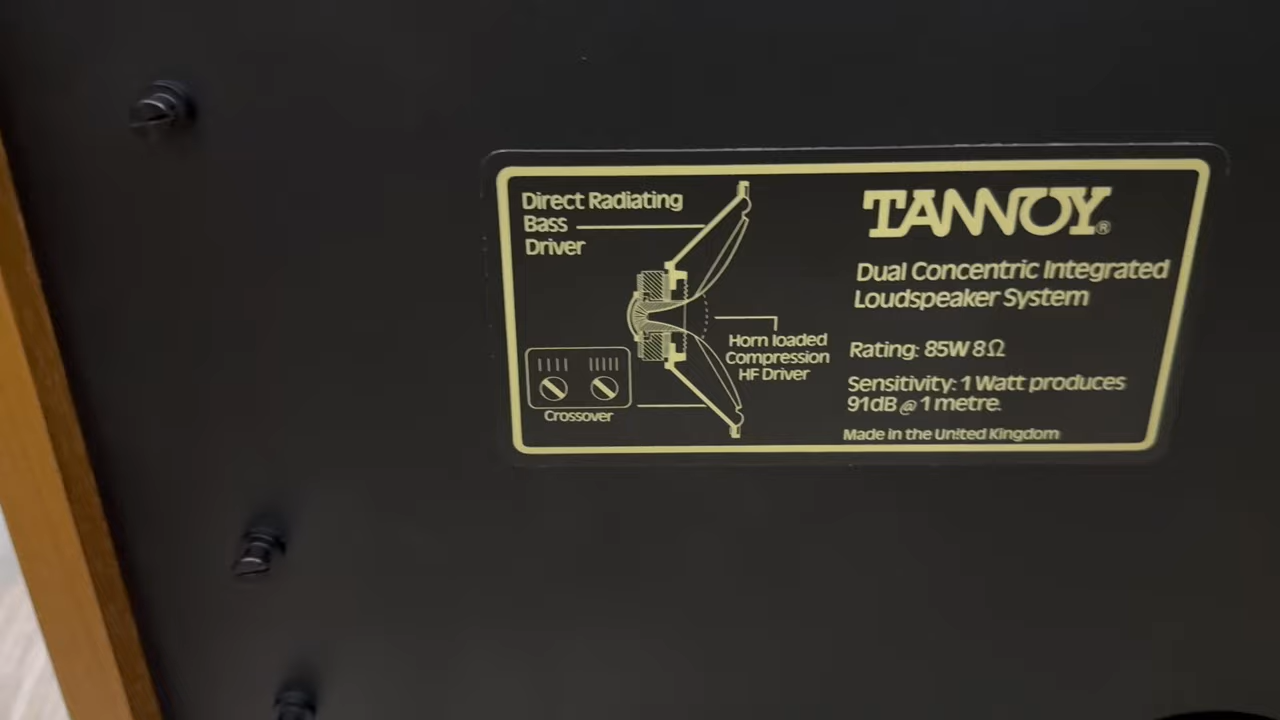 Direct Radiating
Bass
Driver
Horn loaded
Compression
HF Driver
Crossover
TANNOY®
Dual Concentric Integrated
Loudspeaker System
Rating: 85W 8Ω
Sensitivity: 1 Watt produces
91dB @ 1 metre.
Made in the United Kingdom